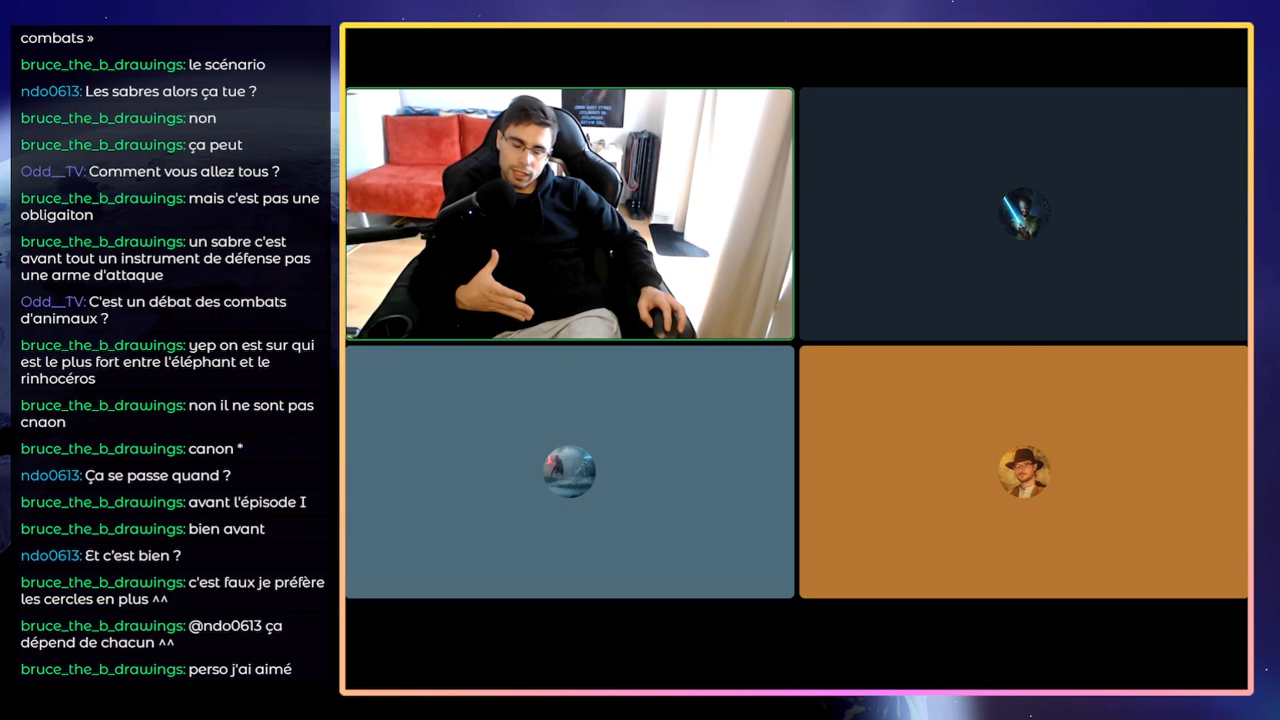 combats »
bruce_the_b_drawings: le scénario
ndo0613: Les sabres alors ça tue ?
bruce_the_b_drawings: non
bruce_the_b_drawings: ça peut
Odd__TV: Comment vous allez tous ?
bruce_the_b_drawings: mais c'est pas une
obligaiton
bruce_the_b_drawings: un sabre c'est
avant tout un instrument de défense pas
une arme d'attaque
Odd__TV: C'est un débat des combats
d'animaux ?
bruce_the_b_drawings: yep on est sur qui
est le plus fort entre l'éléphant et le
rinhocéros
bruce_the_b_drawings: non il ne sont pas
cnaon
bruce_the_b_drawings: canon *
ndo0613: Ça se passe quand ?
bruce_the_b_drawings: avant l'épisode I
bruce_the_b_drawings: bien avant
ndo0613: Et c’est bien ?
bruce_the_b_drawings: c'est faux je préfère
les cercles en plus ^^
bruce_the_b_drawings: @ndo0613 ça
dépend de chacun ^^
bruce_the_b_drawings: perso j'ai aimé